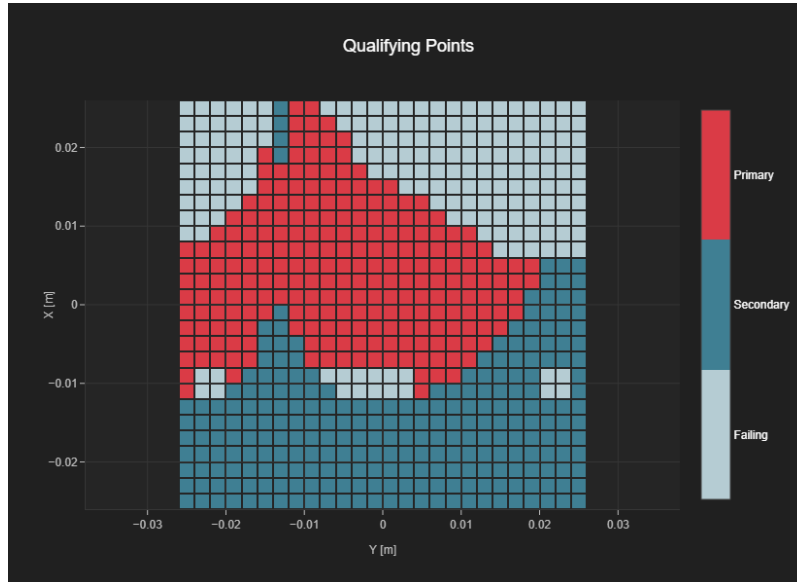 Qualifying Points
X [m]
0.02
0.01
0
−0.01
−0.02
−0.03
−0.02
−0.01
0
0.01
0.02
0.03
Y [m]
Primary
Secondary
Failing